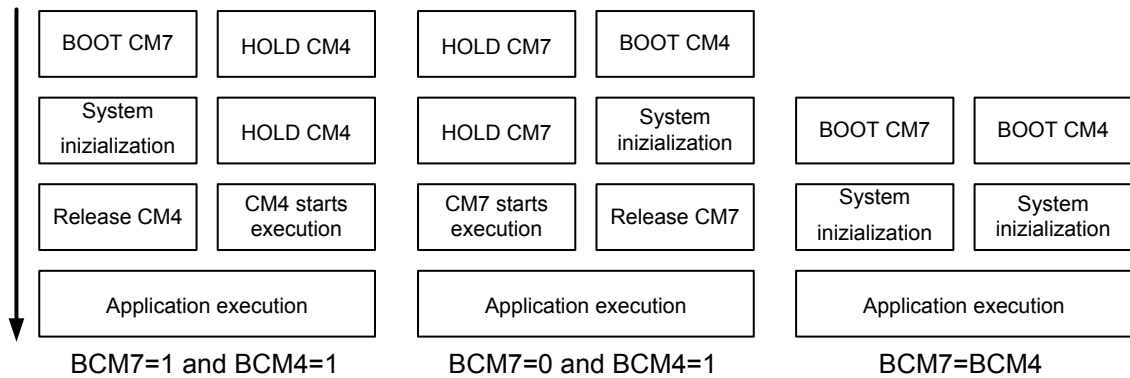 BOOT CM7
HOLD CM4
HOLD CM7
BOOT CM4
System
inizialization
HOLD CM4
HOLD CM7
System
inizialization
BOOT CM7
BOOT CM4
Release CM4
CM4 starts
execution
CM7 starts
execution
Release CM7
System
inizialization
System
inizialization
Application execution
Application execution
Application execution
BCM7=1 and BCM4=1
BCM7=0 and BCM4=1
BCM7=BCM4